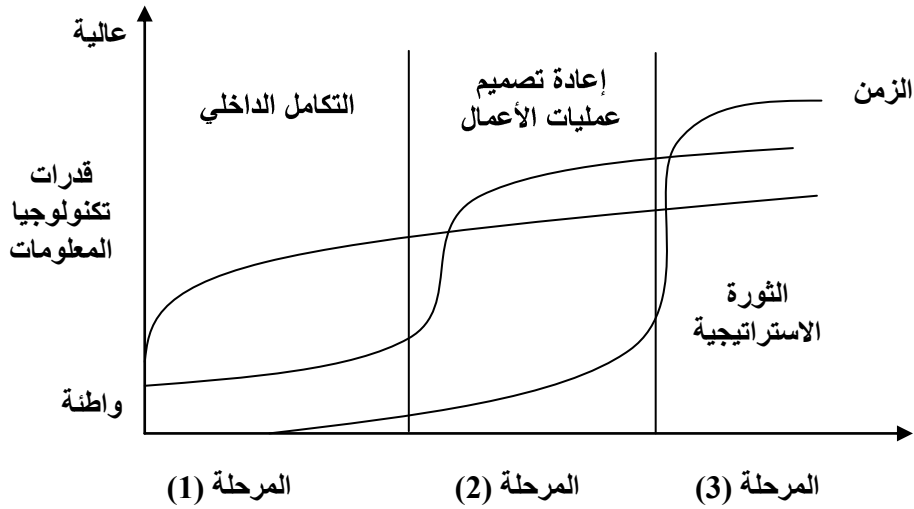 عالية
التكامل الداخلي
إعادة تصميم
عمليات الأعمال
الزمن
قدرات
تكنولوجيا
المعلومات
الثورة
الاستراتيجية
واطئة
المرحلة (1)
المرحلة (2)
المرحلة (3)